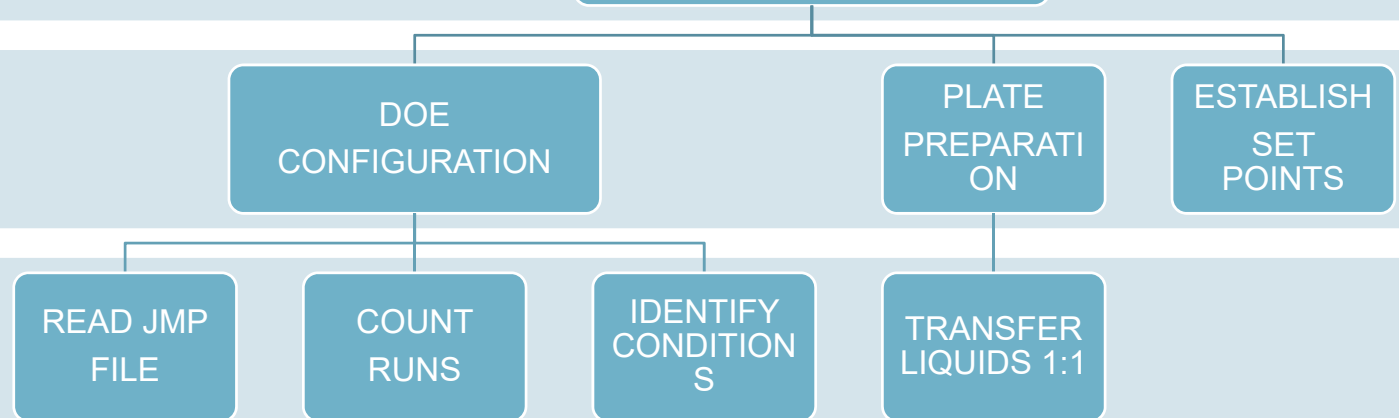 DOE
CONFIGURATION
PLATE
PREPARATI
ON
ESTABLISH
SET
POINTS
READ JMP
FILE
COUNT
RUNS
IDENTIFY
CONDITION
S
TRANSFER
LIQUIDS 1:1